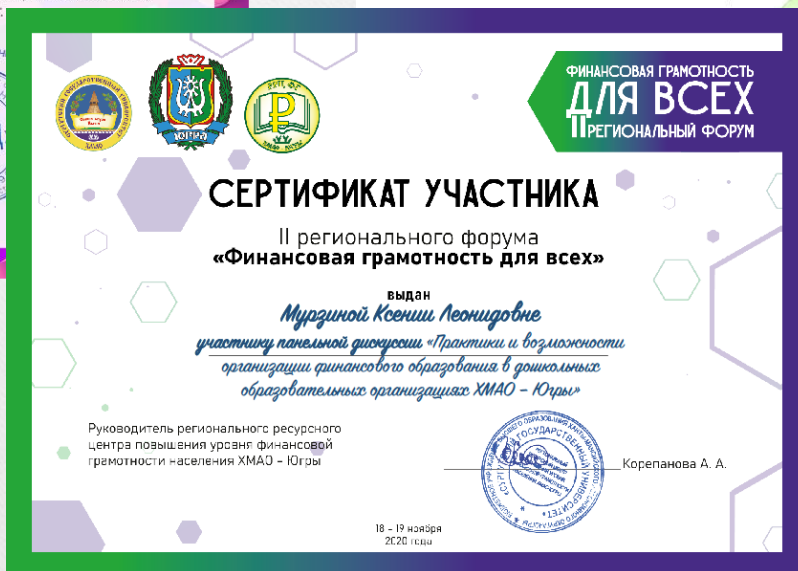 ФИНАНСОВАЯ ГРАМОТНОСТЬ
ДЛЯ ВСЕХ
II РЕГИОНАЛЬНЫЙ ФОРУМ
ЮГРА
СЕРТИФИКАТ УЧАСТНИКА
II регионального форума
«Финансовая грамотность для всех»
выдан
Мурзиной Ксении Леонидовне
участнику панельной дискуссии «Практики и возможности
организации финансового образования в дошкольных
образовательных организациях ХМАО – Югры»
Руководитель регионального ресурсного
центра повышения уровня финансовой
грамотности населения ХМАО – Югры
Корепанова А. А.
18 – 19 ноября
2020 года